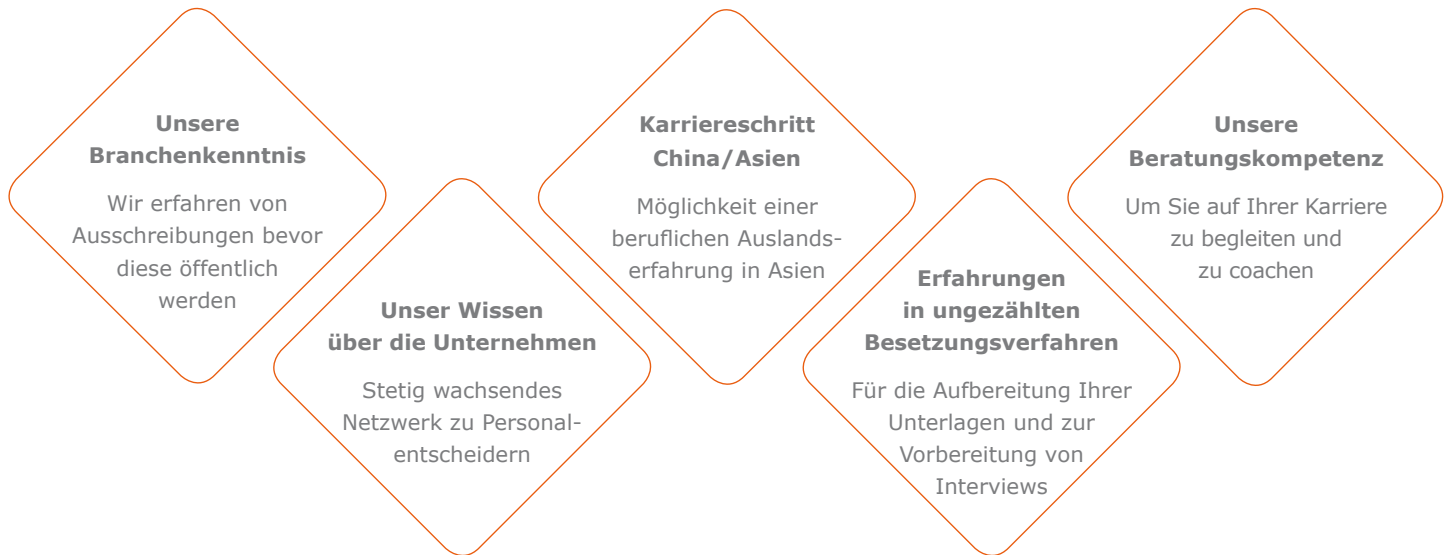 Unsere
Branchenkenntnis
Wir erfahren von
Ausschreibungen bevor
diese öffentlich
werden
Unser Wissen
über die Unternehmen
Stetig wachsendes
Netzwerk zu Personal-
entscheidern
Karriereschritt
China/Asien
Möglichkeit einer
beruflichen Auslands-
erfahrung in Asien
Erfahrungen
in ungezählten
Besetzungsverfahren
Für die Aufbereitung Ihrer
Unterlagen und zur
Vorbereitung von
Interviews
Unsere
Beratungskompetenz
Um Sie auf Ihrer Karriere
zu begleiten und
zu coachen